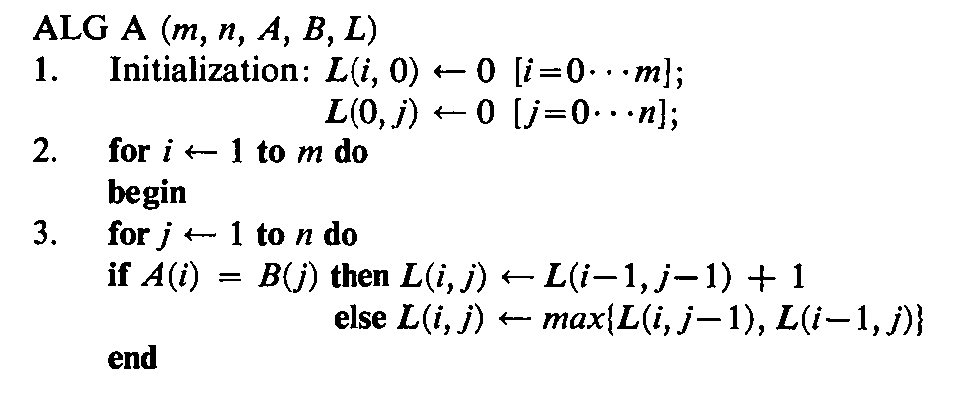 ALG A (m, n, A, B, L)
1. Initialization: L(i, 0) ← 0 [i=0···m];
L(0, j) ← 0 [j=0···n];
2. for i ← 1 to m do
begin
3. for j ← 1 to n do
if A(i) = B(j) then L(i, j) ← L(i−1, j−1) + 1
else L(i, j) ← max{L(i, j−1), L(i−1, j)}
end